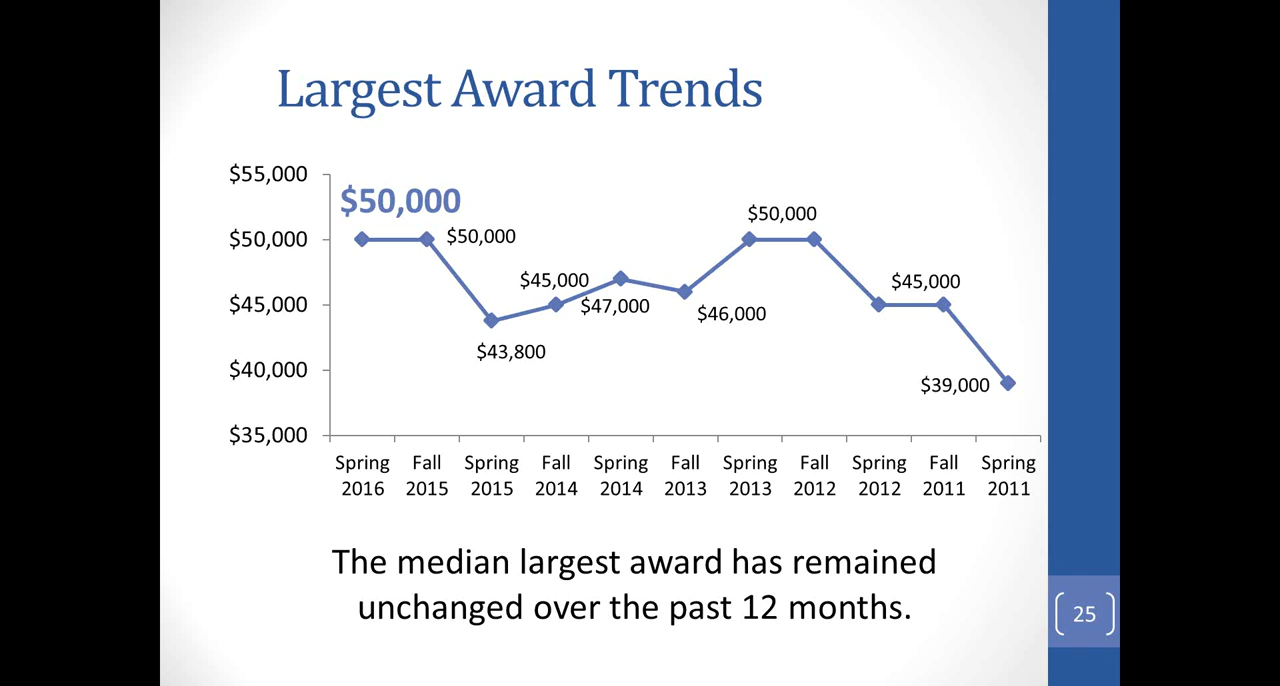 Largest Award Trends
$55,000
$50,000
$45,000
$40,000
$35,000
$50,000
$50,000
$43,800
$45,000
$47,000
$46,000
$50,000
$45,000
$39,000
Spring 2016
Fall 2015
Spring 2015
Fall 2014
Spring 2014
Fall 2013
Spring 2013
Fall 2012
Spring 2012
Fall 2011
Spring 2011
The median largest award has remained
unchanged over the past 12 months.
25